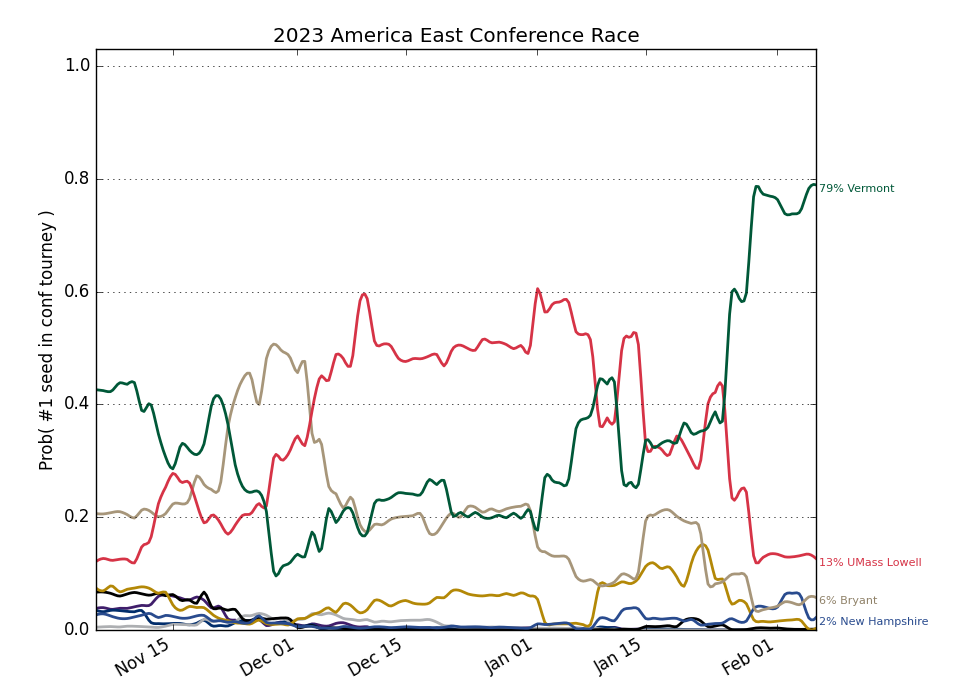 2023 America East Conference Race
Prob( #1 seed in conf tourney )
1.0
0.8
0.6
0.4
0.2
0.0
79% Vermont
13% UMass Lowell
6% Bryant
2% New Hampshire
Nov 15
Dec 01
Dec 15
Jan 01
Jan 15
Feb 01